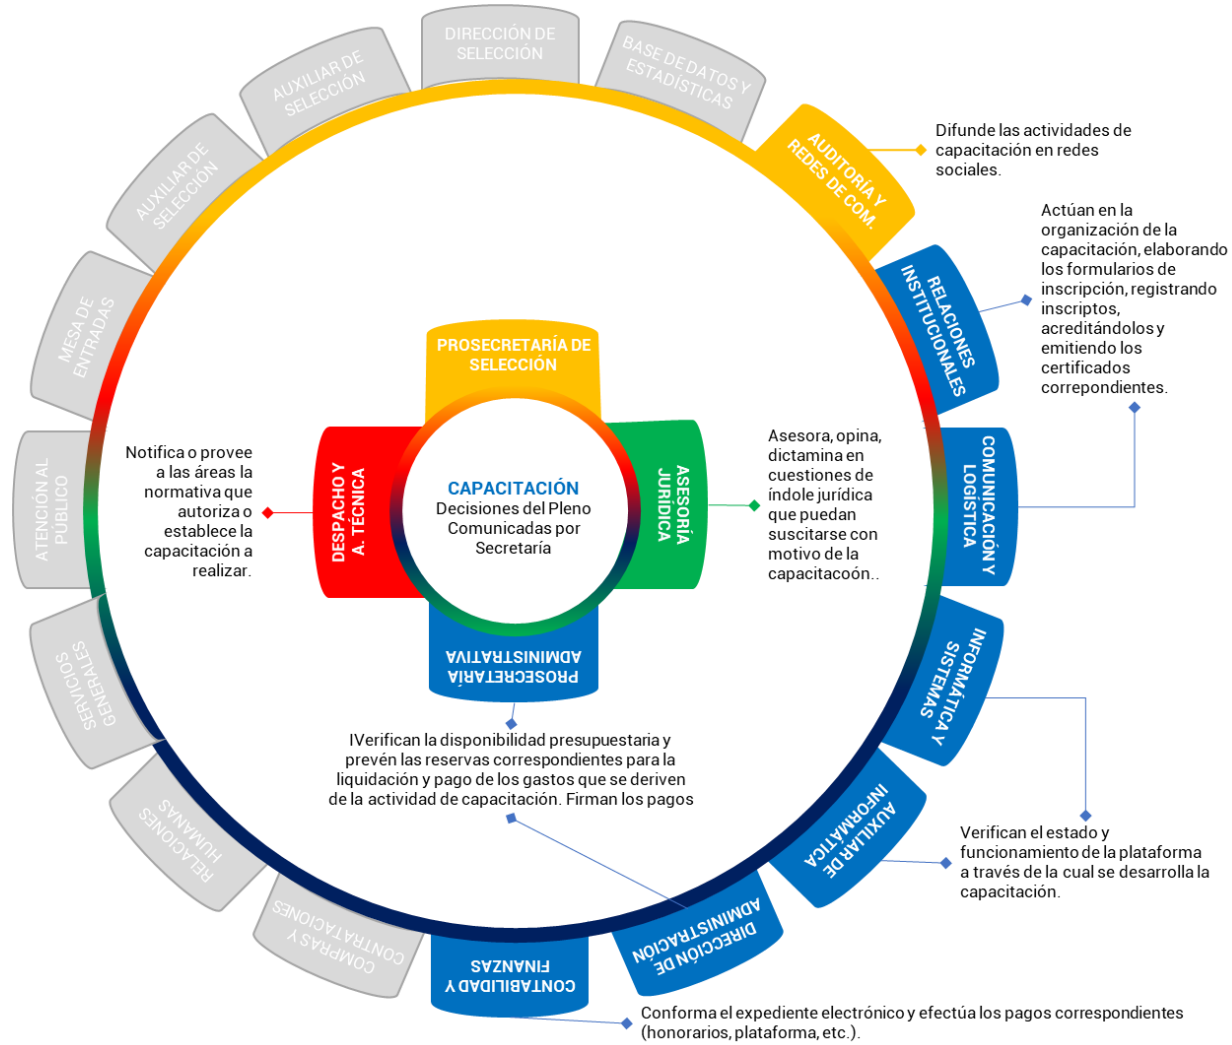 DIRECCIÓN DE
SELECCIÓN
BASE DE DATOS Y
ESTADÍSTICAS
AUXILIAR DE
SELECCIÓN
AUXILIAR DE
SELECCIÓN
MESA DE
ENTRADAS
ATENCIÓN AL
PÚBLICO
SERVICIOS
GENERALES
RELACIONES
HUMANAS
COMPRAS Y
CONTRATACIONES
AUDITORÍA Y
REDES DE COM.
Difunde las actividades de
capacitación en redes
sociales.
RELACIONES
INSTITUCIONALES
Actúan en la
organización de la
capacitación, elaborando
los formularios de
inscripción, registrando
inscriptos,
acreditándolos y
emitiendo los
certificados
correpondientes.
COMUNICACIÓN Y
LOGÍSTICA
PROSECRETARÍA DE
SELECCIÓN
Notifica o provee
a las áreas la
normativa que
autoriza o
establece la
capacitación a
realizar.
DESPACHO Y
A. TÉCNICA
CAPACITACIÓN
Decisiones del Pleno
Comunicadas por
Secretaría
ASESORÍA
JURÍDICA
Asesora, opina,
dictamina en
cuestiones de
índole jurídica
que puedan
suscitarse con
motivo de la
capacitacoón..
PROSECRETARÍA
ADMINISTRATIVA
IVerifican la disponibilidad presupuestaria y
prevén las reservas correspondientes para la
liquidación y pago de los gastos que se deriven
de la actividad de capacitación. Firman los pagos
INFORMÁTICA Y
SISTEMAS
AUXILIAR DE
INFORMÁTICA
Verifican el estado y
funcionamiento de la plataforma
a través de la cual se desarrolla la
capacitación.
DIRECCIÓN DE
ADMINISTRACIÓN
CONTABILIDAD Y
FINANZAS
Conforma el expediente electrónico y efectúa los pagos correspondientes
(honorarios, plataforma, etc.).